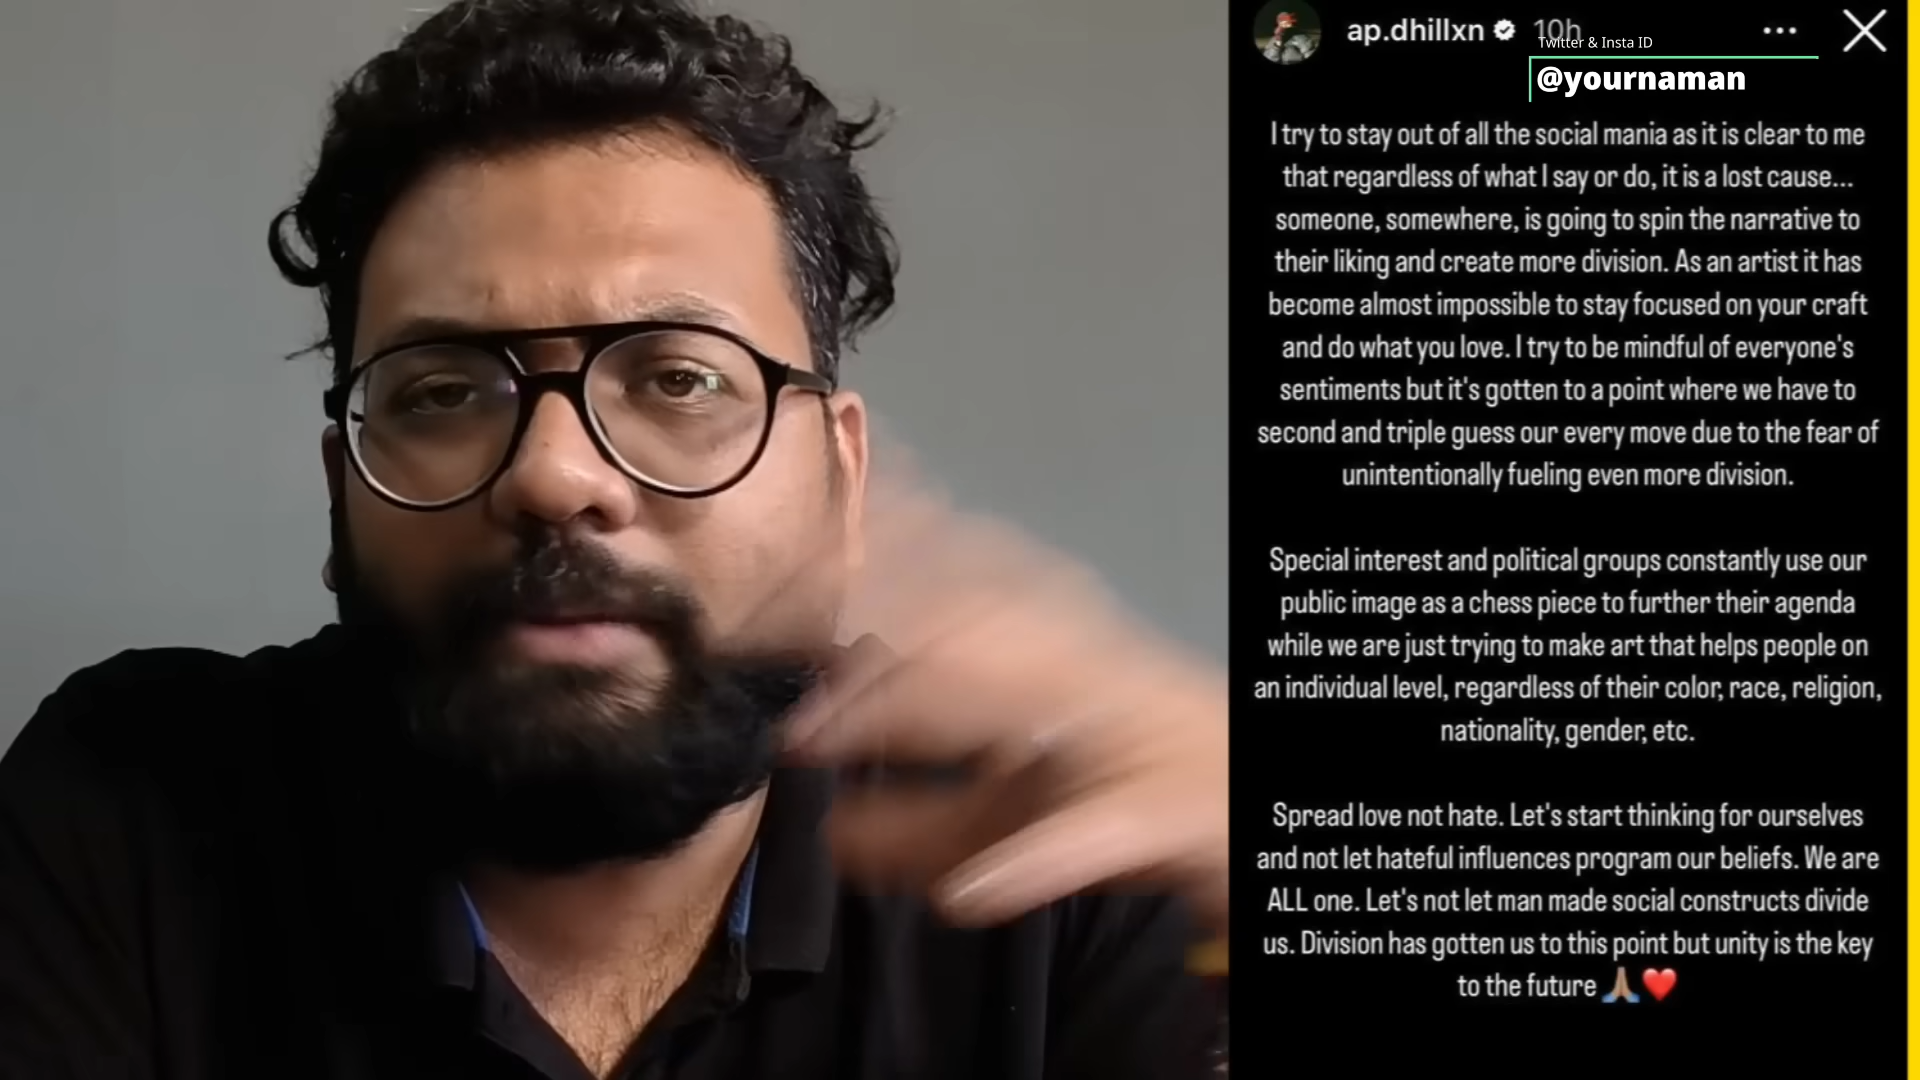 ap.dhillxn 10h
Twitter & Insta ID
@yournaman
I try to stay out of all the social mania as it is clear to me
that regardless of what I say or do, it is a lost cause...
someone, somewhere, is going to spin the narrative to
their liking and create more division. As an artist it has
become almost impossible to stay focused on your craft
and do what you love. I try to be mindful of everyone's
sentiments but it's gotten to a point where we have to
second and triple guess our every move due to the fear of
unintentionally fueling even more division.
Special interest and political groups constantly use our
public image as a chess piece to further their agenda
while we are just trying to make art that helps people on
an individual level, regardless of their color, race, religion,
nationality, gender, etc.
Spread love not hate. Let's start thinking for ourselves
and not let hateful influences program our beliefs. We are
ALL one. Let's not let man made social constructs divide
us. Division has gotten us to this point but unity is the key
to the future 🙏🏽❤️